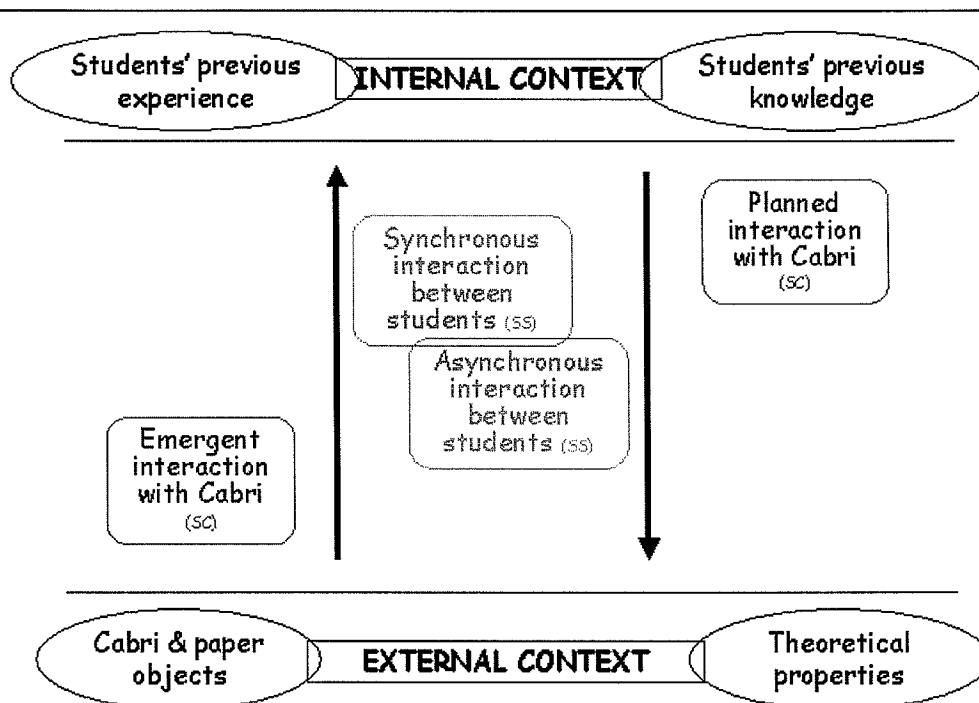 Students' previous
experience
INTERNAL CONTEXT
Students' previous
knowledge
Synchronous
interaction
between
students (SS)
Planned
interaction
with Cabri
(SC)
Asynchronous
interaction
between
students (SS)
Emergent
interaction
with Cabri
(SC)
Cabri & paper
objects
EXTERNAL CONTEXT
Theoretical
properties